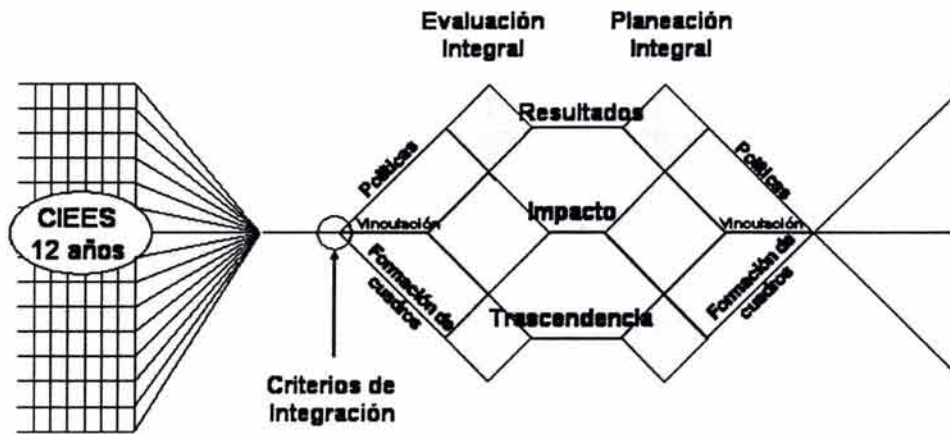 Evaluación
Integral
Planeación
Integral
Resultados
Políticas
Políticas
CIEES
12 años
Vinculación
Impacto
Vinculación
Formación de
cuadros
Trascendencia
Formación de
cuadros
Criterios de
Integración